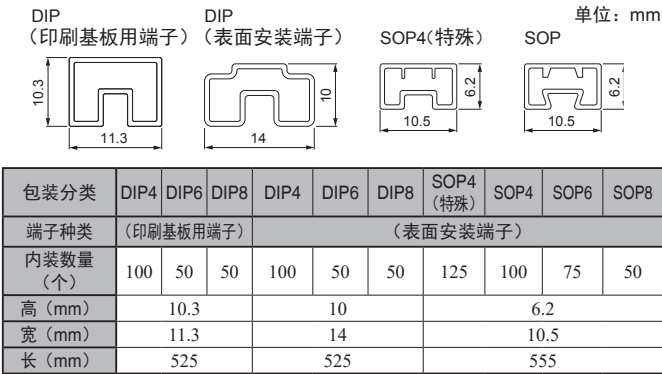 单位：mm
DIP
（印刷基板用端子）
DIP
（表面安装端子）
SOP4（特殊）
SOP
10.3
11.3
10
14
6.2
10.5
6.2
10.5
包装分类 DIP4 DIP6 DIP8 DIP4 DIP6 DIP8 SOP4（特殊） SOP4 SOP6 SOP8
端子种类 （印刷基板用端子） （表面安装端子）
内装数量（个） 100 50 50 100 50 50 125 100 75 50
高（mm） 10.3 10 6.2
宽（mm） 11.3 14 10.5
长（mm） 525 525 555